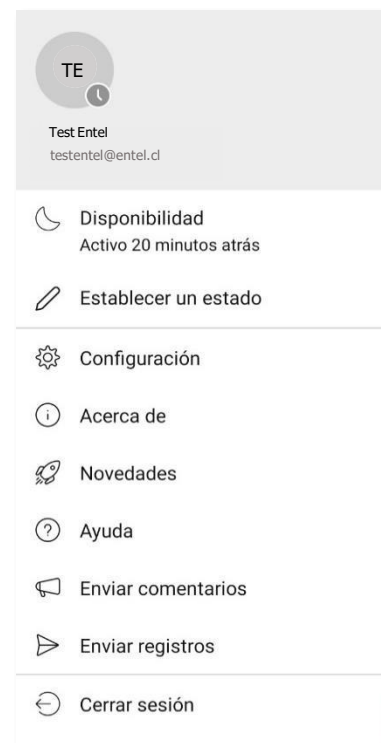 TE
Test Entel
testentel@entel.cl
Disponibilidad
Activo 20 minutos atrás
Establecer un estado
Configuración
Acerca de
Novedades
Ayuda
Enviar comentarios
Enviar registros
Cerrar sesión